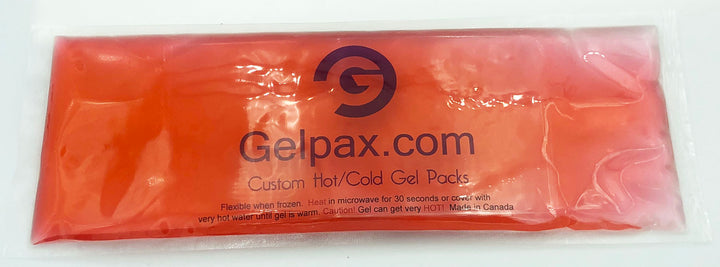 G
Gelpax.com
Custom Hot/Cold Gel Packs
Flexible when frozen. Heat in microwave for 30 seconds or cover with
very hot water until gel is warm. Caution! Gel can get very HOT! Made in Canada